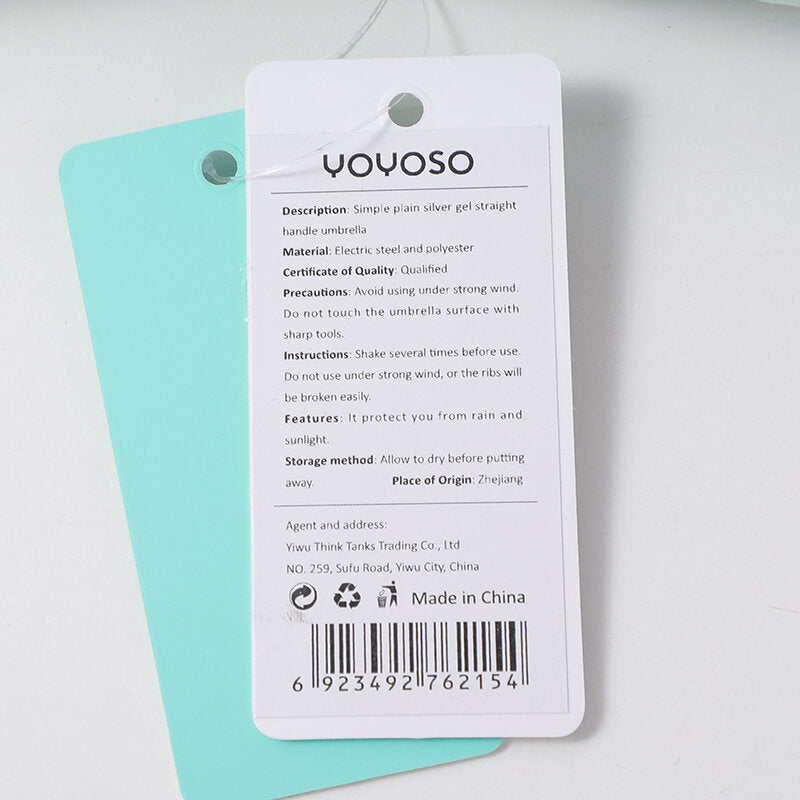 YOYOSO
Description: Simple plain silver gel straight
handle umbrella
Material: Electric steel and polyester
Certificate of Quality: Qualified
Precautions: Avoid using under strong wind.
Do not touch the umbrella surface with
sharp tools.
Instructions: Shake several times before use.
Do not use under strong wind, or the ribs will
be broken easily.
Features: It protect you from rain and
sunlight.
Storage method: Allow to dry before putting
away. Place of Origin: Zhejiang
Agent and address:
Yiwu Think Tanks Trading Co., Ltd
NO. 259, Sufu Road, Yiwu City, China
Made in China
6 923492 762154